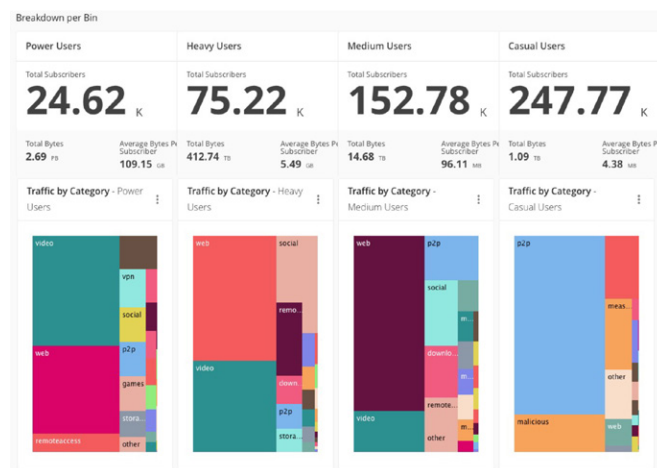 Breakdown per Bin
Power Users
Heavy Users
Medium Users
Casual Users
Total Subscribers
24.62 K
Total Subscribers
75.22 K
Total Subscribers
152.78 K
Total Subscribers
247.77 K
Total Bytes
2.69 PB
Average Bytes Pe
Subscriber
109.15 GB
Total Bytes
412.74 TB
Average Bytes Pe
Subscriber
5.49 GB
Total Bytes
14.68 TB
Average Bytes Pe
Subscriber
96.11 MB
Total Bytes
1.09 TB
Average Bytes Pe
Subscriber
4.38 MB
Traffic by Category - Power
Users
Traffic by Category - Heavy
Users
Traffic by Category -
Medium Users
Traffic by Category -
Casual Users
video
vpn
social
web
p2p
games
stora...
remoteaccess
other
web
social
remo...
video
down...
p2p
stora...
web
p2p
social
m...
downlo...
m...
remote...
video
m...
other
p2p
meas...
other
malicious
web